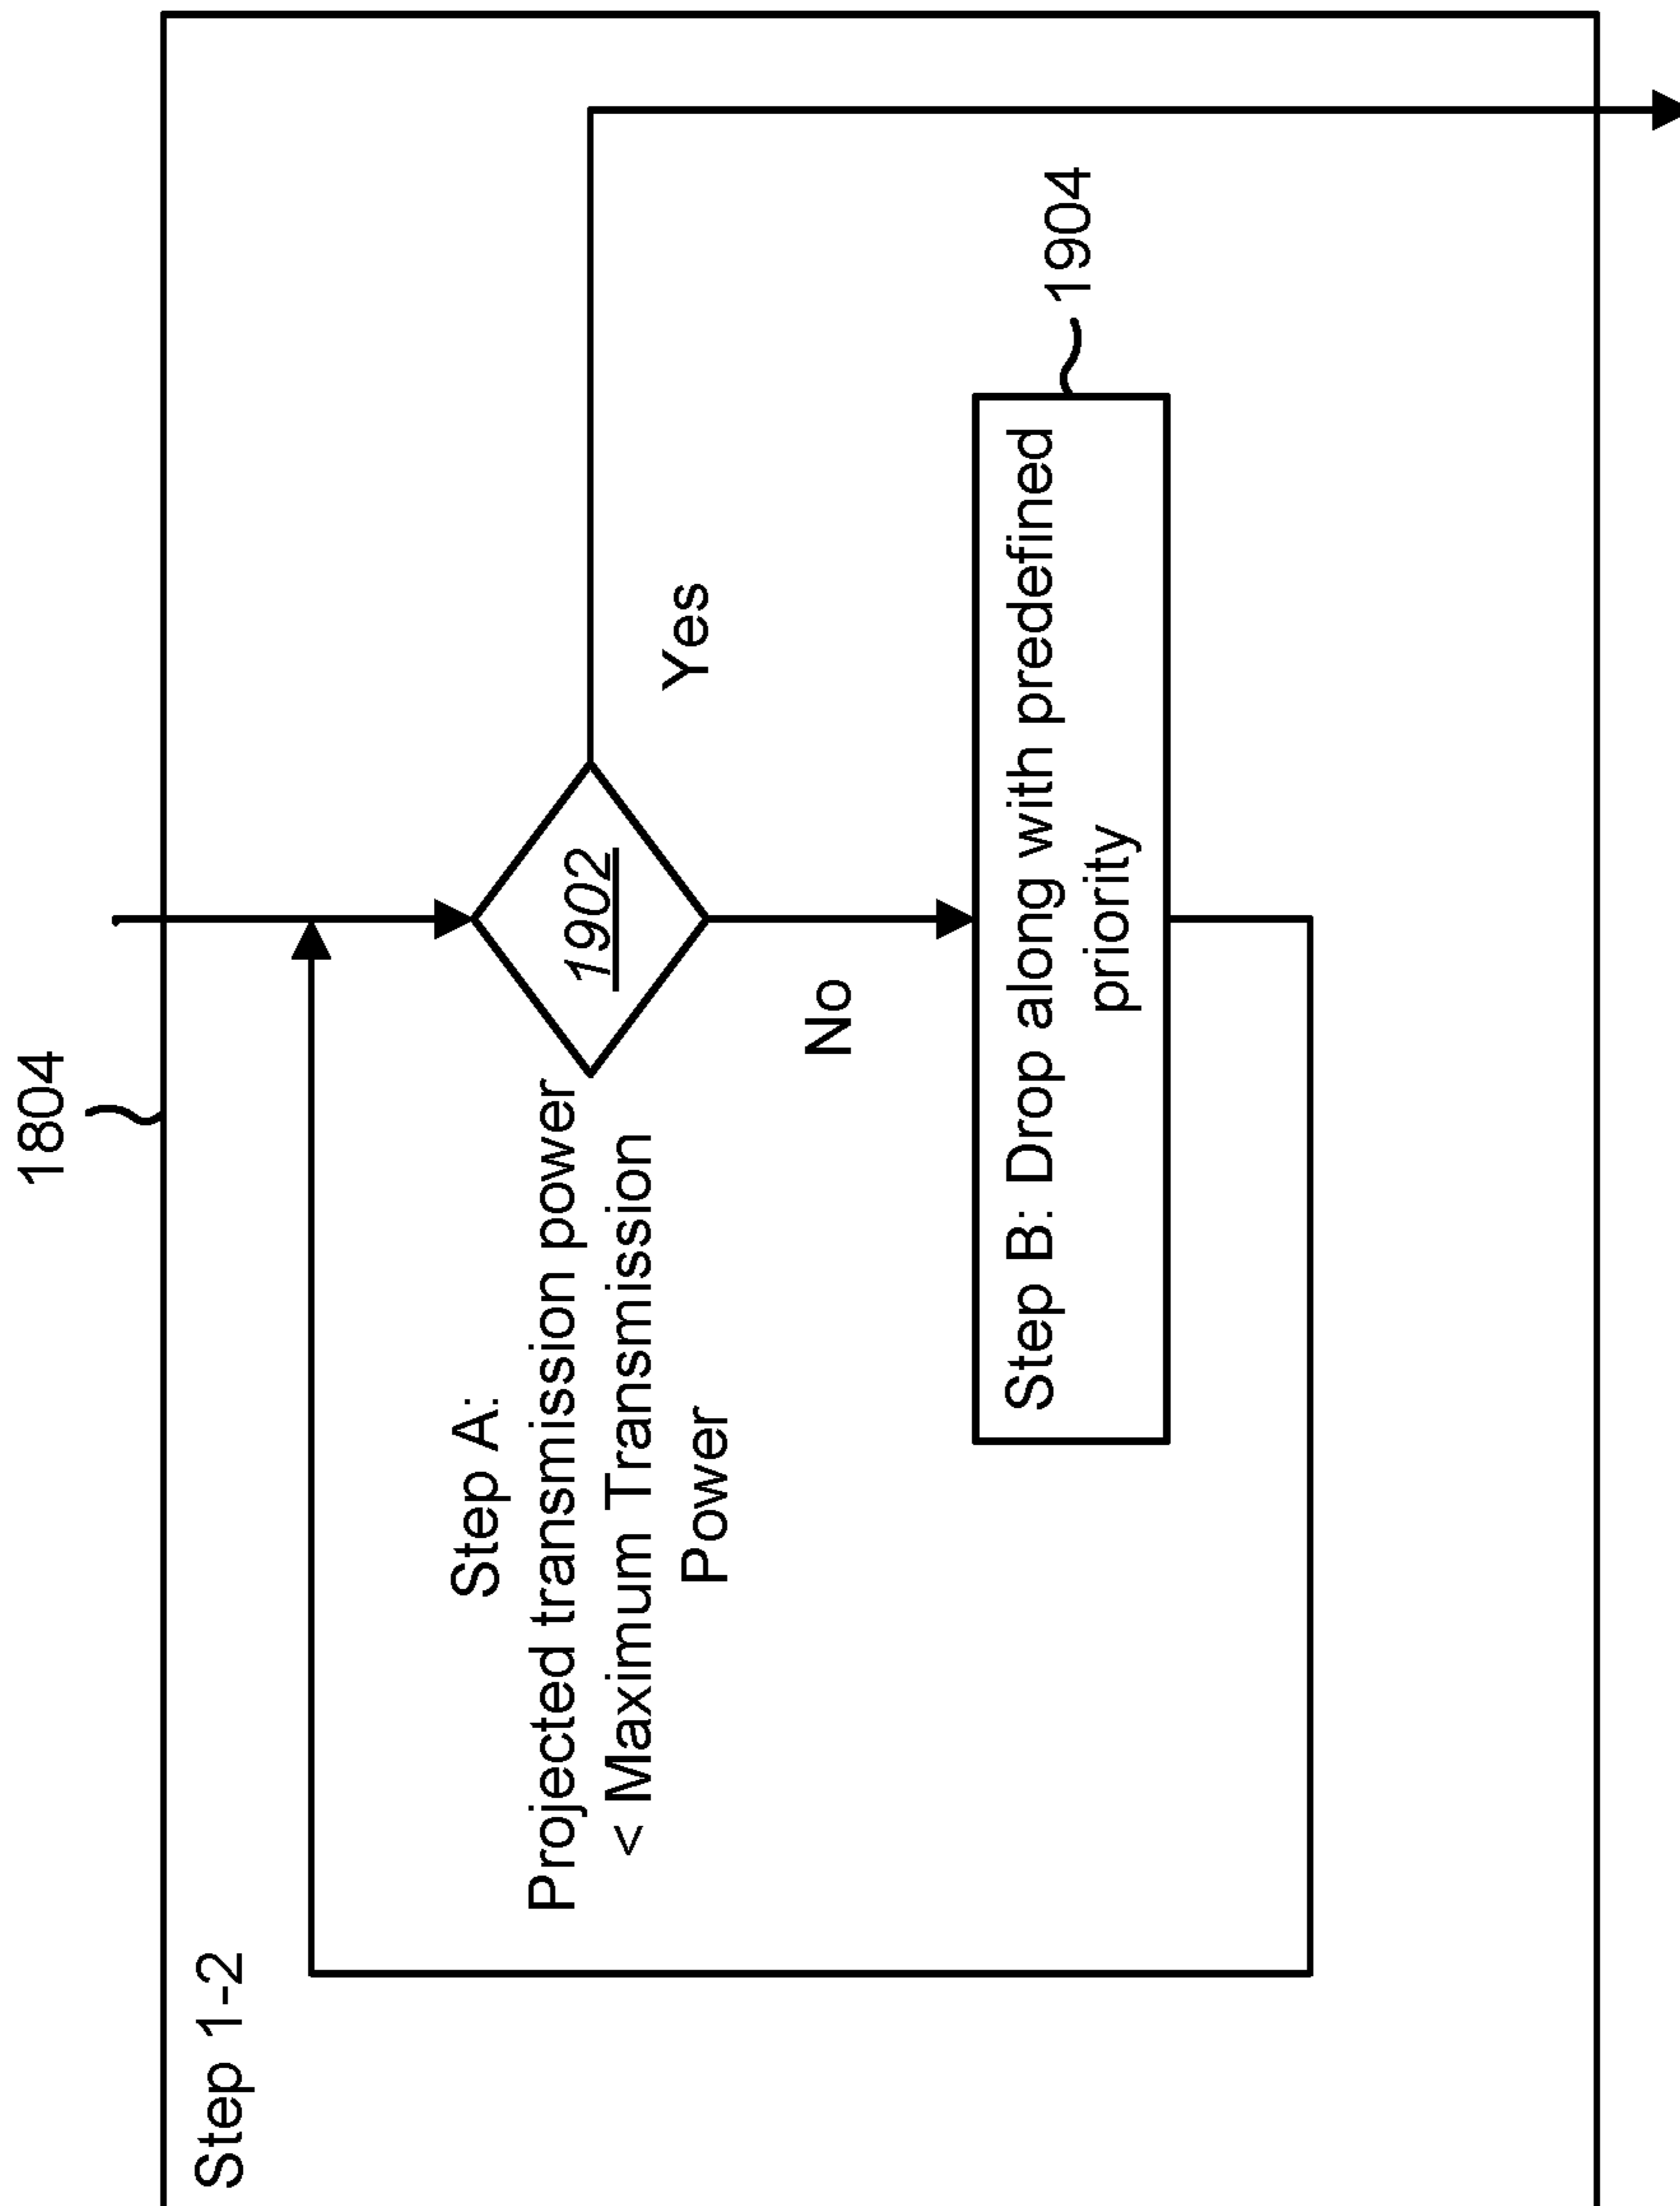 1804
Step 1-2
Step A:
Projected transmission power
< Maximum Transmission
Power
1902
Yes
No
Step B: Drop along with predefined
priority
1904